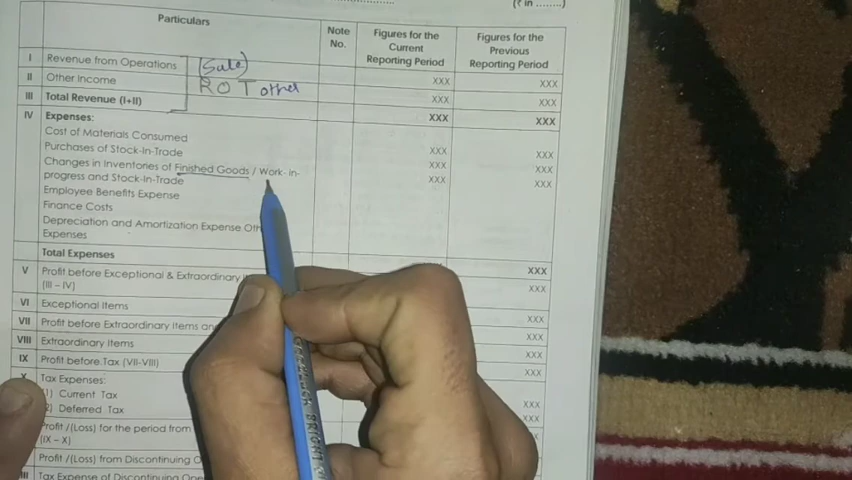 (₹ in ........)
Particulars
Note No.
Figures for the Current Reporting Period
Figures for the Previous Reporting Period
I Revenue from Operations (Sale) XXX XXX
II Other Income R O T other XXX XXX
III Total Revenue (I+II) XXX XXX
IV Expenses:
Cost of Materials Consumed XXX XXX
Purchases of Stock-In-Trade XXX XXX
Changes in Inventories of Finished Goods / Work-in-
progress and Stock-In-Trade XXX XXX
Employee Benefits Expense
Finance Costs
Depreciation and Amortization Expense Oth
Expenses
Total Expenses XXX
V Profit before Exceptional & Extraordinary
(III – IV) XXX
VI Exceptional Items XXX
VII Profit before Extraordinary Items an XXX
VIII Extraordinary Items XXX
IX Profit before Tax (VII-VIII) XXX
X Tax Expenses:
1) Current Tax XXX
2) Deferred Tax XXX
Profit /(Loss) for the period from
(IX – X)
Profit /(Loss) from Discontinuing O
Tax Expense of Discontinuing Ope